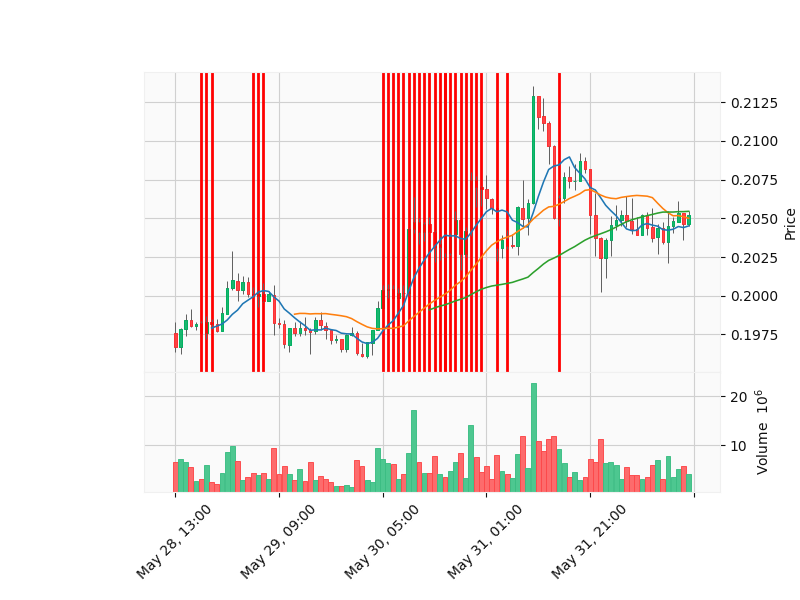 0.2125
0.2100
0.2075
0.2050
0.2025
0.2000
0.1975
Price
20
10
Volume 10⁶
May 28, 13:00
May 29, 09:00
May 30, 05:00
May 31, 01:00
May 31, 21:00